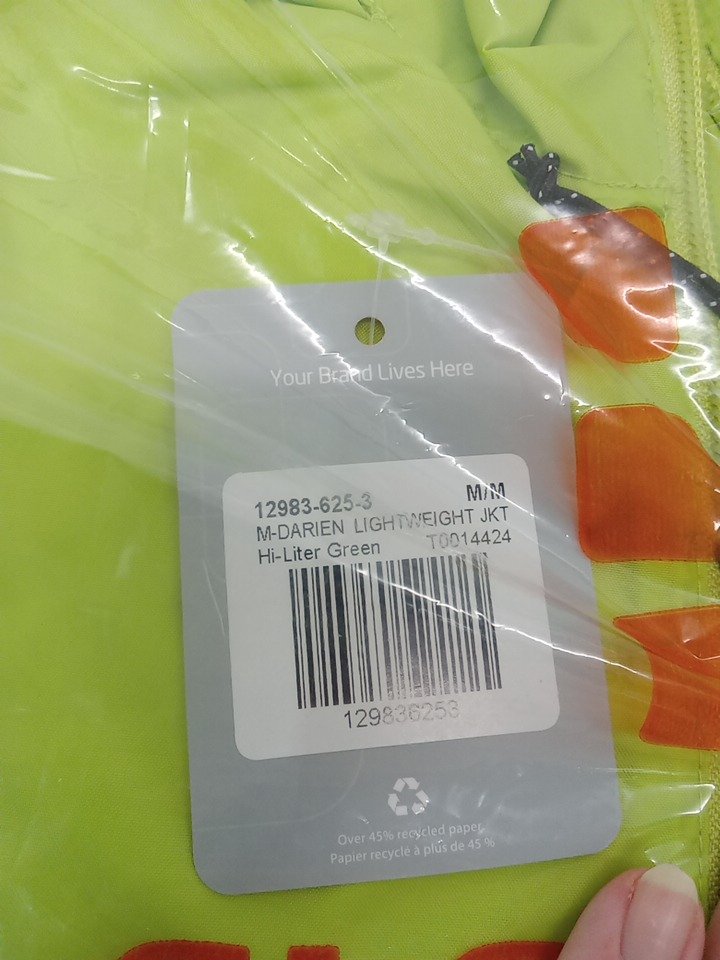 Your Brand Lives Here
12983-625-3 M/M
M-DARIEN LIGHTWEIGHT JKT
Hi-Liter Green T0014424
129836253
Over 45% recycled paper
Papier recyclé à plus de 45 %